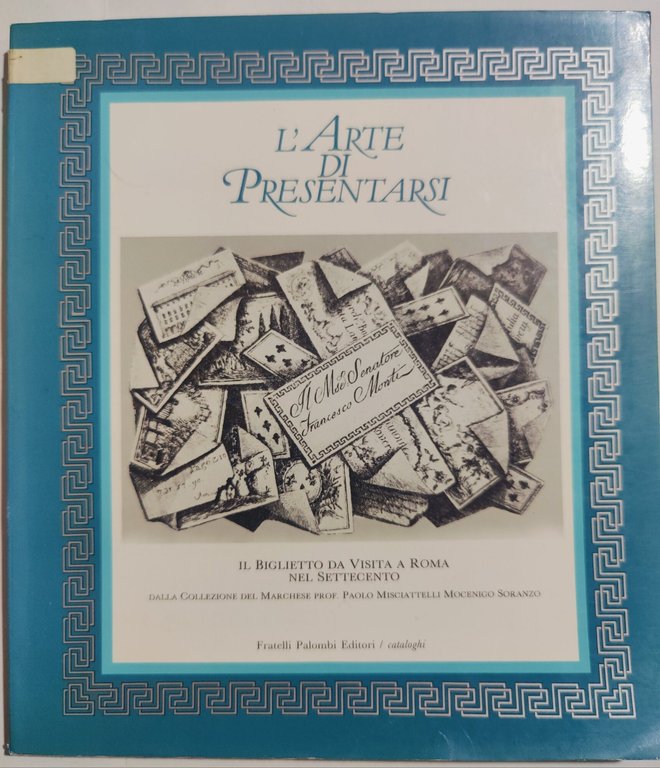 L'ARTE
DI
PRESENTARSI
Il Mse Senatore
Francesco Monti
IL BIGLIETTO DA VISITA A ROMA
NEL SETTECENTO
DALLA COLLEZIONE DEL MARCHESE PROF. PAOLO MISCIATTELLI MOCENIGO SORANZO
Fratelli Palombi Editori / cataloghi